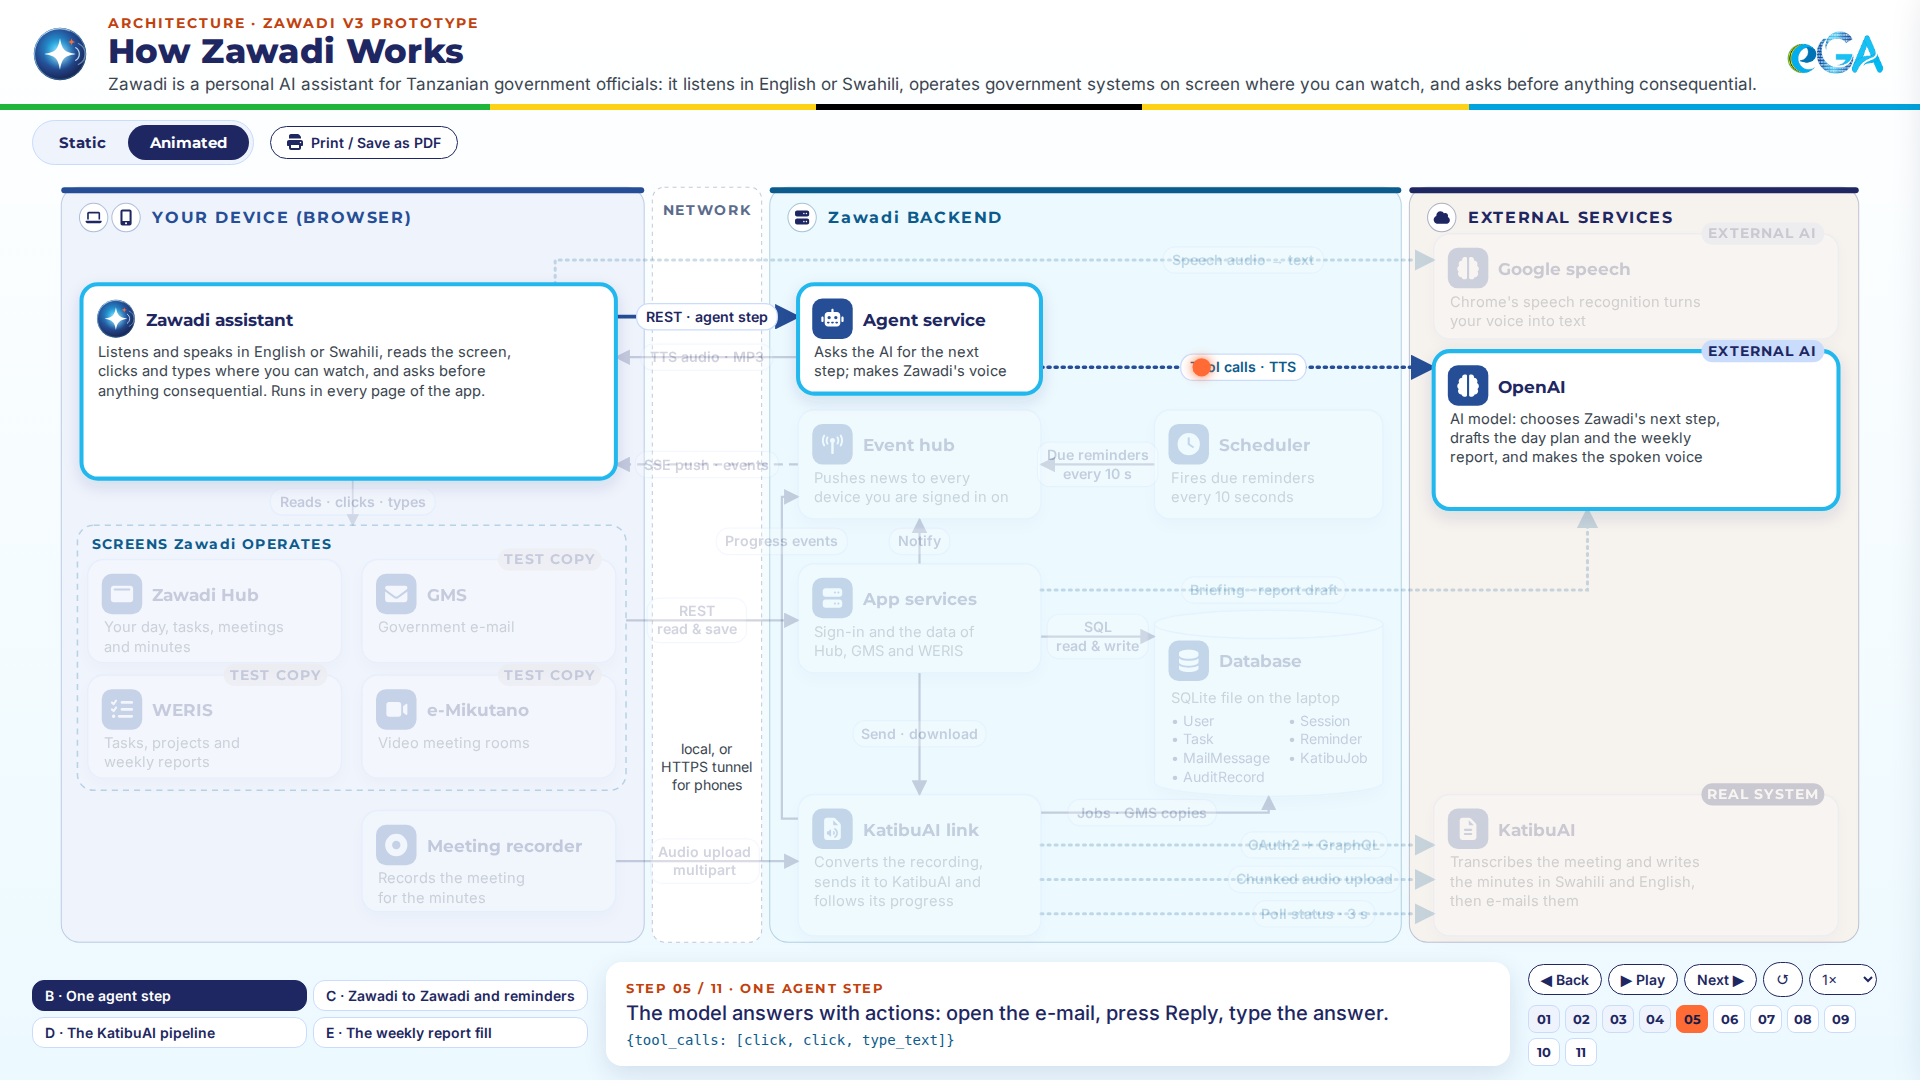 ARCHITECTURE · ZAWADI V3 PROTOTYPE
How Zawadi Works
Zawadi is a personal AI assistant for Tanzanian government officials: it listens in English or Swahili, operates government systems on screen where you can watch, and asks before anything consequential.
eGA
Static
Animated
Print / Save as PDF
YOUR DEVICE (BROWSER)
NETWORK
Zawadi BACKEND
EXTERNAL SERVICES
EXTERNAL AI
Speech audio → text
Google speech
Chrome's speech recognition turns
your voice into text
Zawadi assistant
Listens and speaks in English or Swahili, reads the screen,
clicks and types where you can watch, and asks before
anything consequential. Runs in every page of the app.
REST · agent step
TTS audio · MP3
Agent service
Asks the AI for the next
step; makes Zawadi's voice
Tool calls · TTS
EXTERNAL AI
OpenAI
AI model: chooses Zawadi's next step,
drafts the day plan and the weekly
report, and makes the spoken voice
SSE push · events
Event hub
Pushes news to every
device you are signed in on
Due reminders
every 10 s
Scheduler
Fires due reminders
every 10 seconds
Reads · clicks · types
Progress events
Notify
SCREENS Zawadi OPERATES
Zawadi Hub
Your day, tasks, meetings
and minutes
TEST COPY
GMS
Government e-mail
TEST COPY
WERIS
Tasks, projects and
weekly reports
TEST COPY
e-Mikutano
Video meeting rooms
REST
read & save
App services
Sign-in and the data of
Hub, GMS and WERIS
Briefing · report draft
SQL
read & write
Database
SQLite file on the laptop
• User
• Session
• Task
• Reminder
• MailMessage
• KatibuJob
• AuditRecord
local, or
HTTPS tunnel
for phones
Send · download
Meeting recorder
Records the meeting
for the minutes
Audio upload
multipart
KatibuAI link
Converts the recording,
sends it to KatibuAI and
follows its progress
Jobs · GMS copies
OAuth2 + GraphQL
Chunked audio upload
Poll status · 3 s
REAL SYSTEM
KatibuAI
Transcribes the meeting and writes
the minutes in Swahili and English,
then e-mails them
B · One agent step
C · Zawadi to Zawadi and reminders
D · The KatibuAI pipeline
E · The weekly report fill
STEP 05 / 11 · ONE AGENT STEP
The model answers with actions: open the e-mail, press Reply, type the answer.
{tool_calls: [click, click, type_text]}
◀ Back
▶ Play
Next ▶
↺
1×
01 02 03 04 05 06 07 08 09
10 11